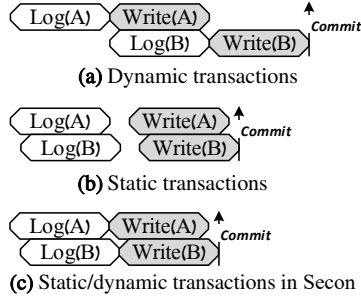 Log(A) Write(A)
Log(B) Write(B)
Commit
(a) Dynamic transactions
Log(A) Write(A)
Commit
Log(B) Write(B)
(b) Static transactions
Log(A) Write(A)
Commit
Log(B) Write(B)
(c) Static/dynamic transactions in Secon